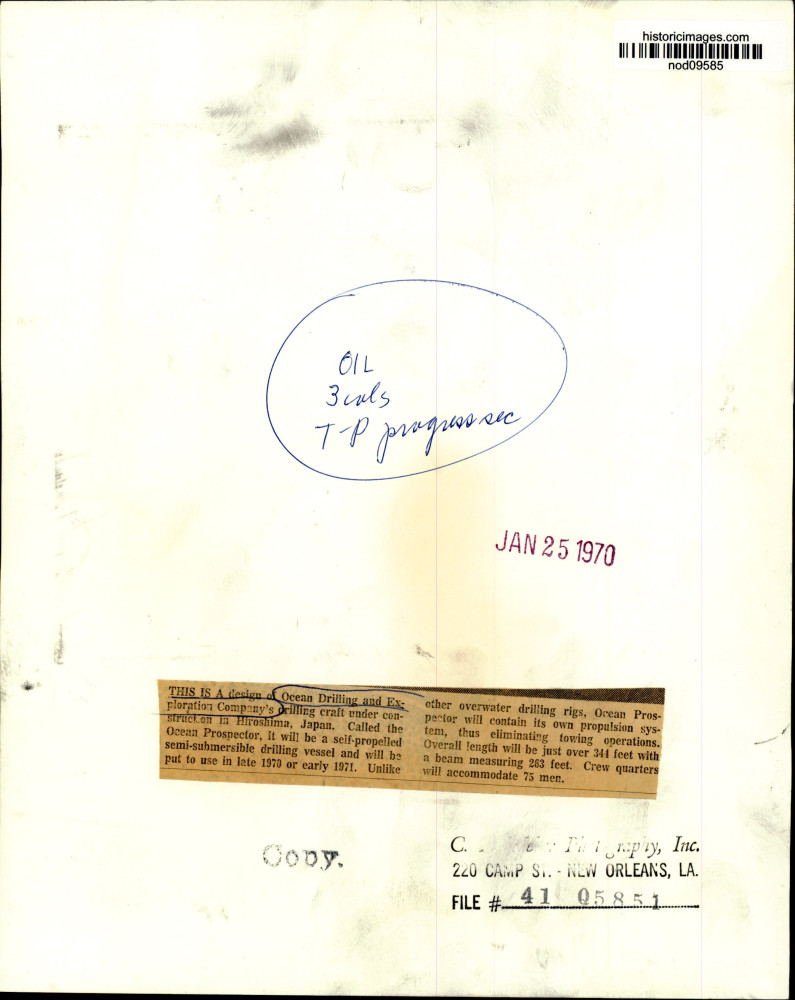 historicimages.com
nod09585
OIL
3 cols
T-P progress sec
JAN 25 1970
THIS IS A design of Ocean Drilling and Ex-
ploration Company's drilling craft under con-
struction in Hiroshima, Japan. Called the
Ocean Prospector, it will be a self-propelled
semi-submersible drilling vessel and will be
put to use in late 1970 or early 1971. Unlike
other overwater drilling rigs, Ocean Pros-
pector will contain its own propulsion sys-
tem, thus eliminating towing operations.
Overall length will be just over 344 feet with
a beam measuring 263 feet. Crew quarters
will accommodate 75 men.
Copy.
C. Photography, Inc.
220 CAMP ST. - NEW ORLEANS, LA.
FILE # 41 05851